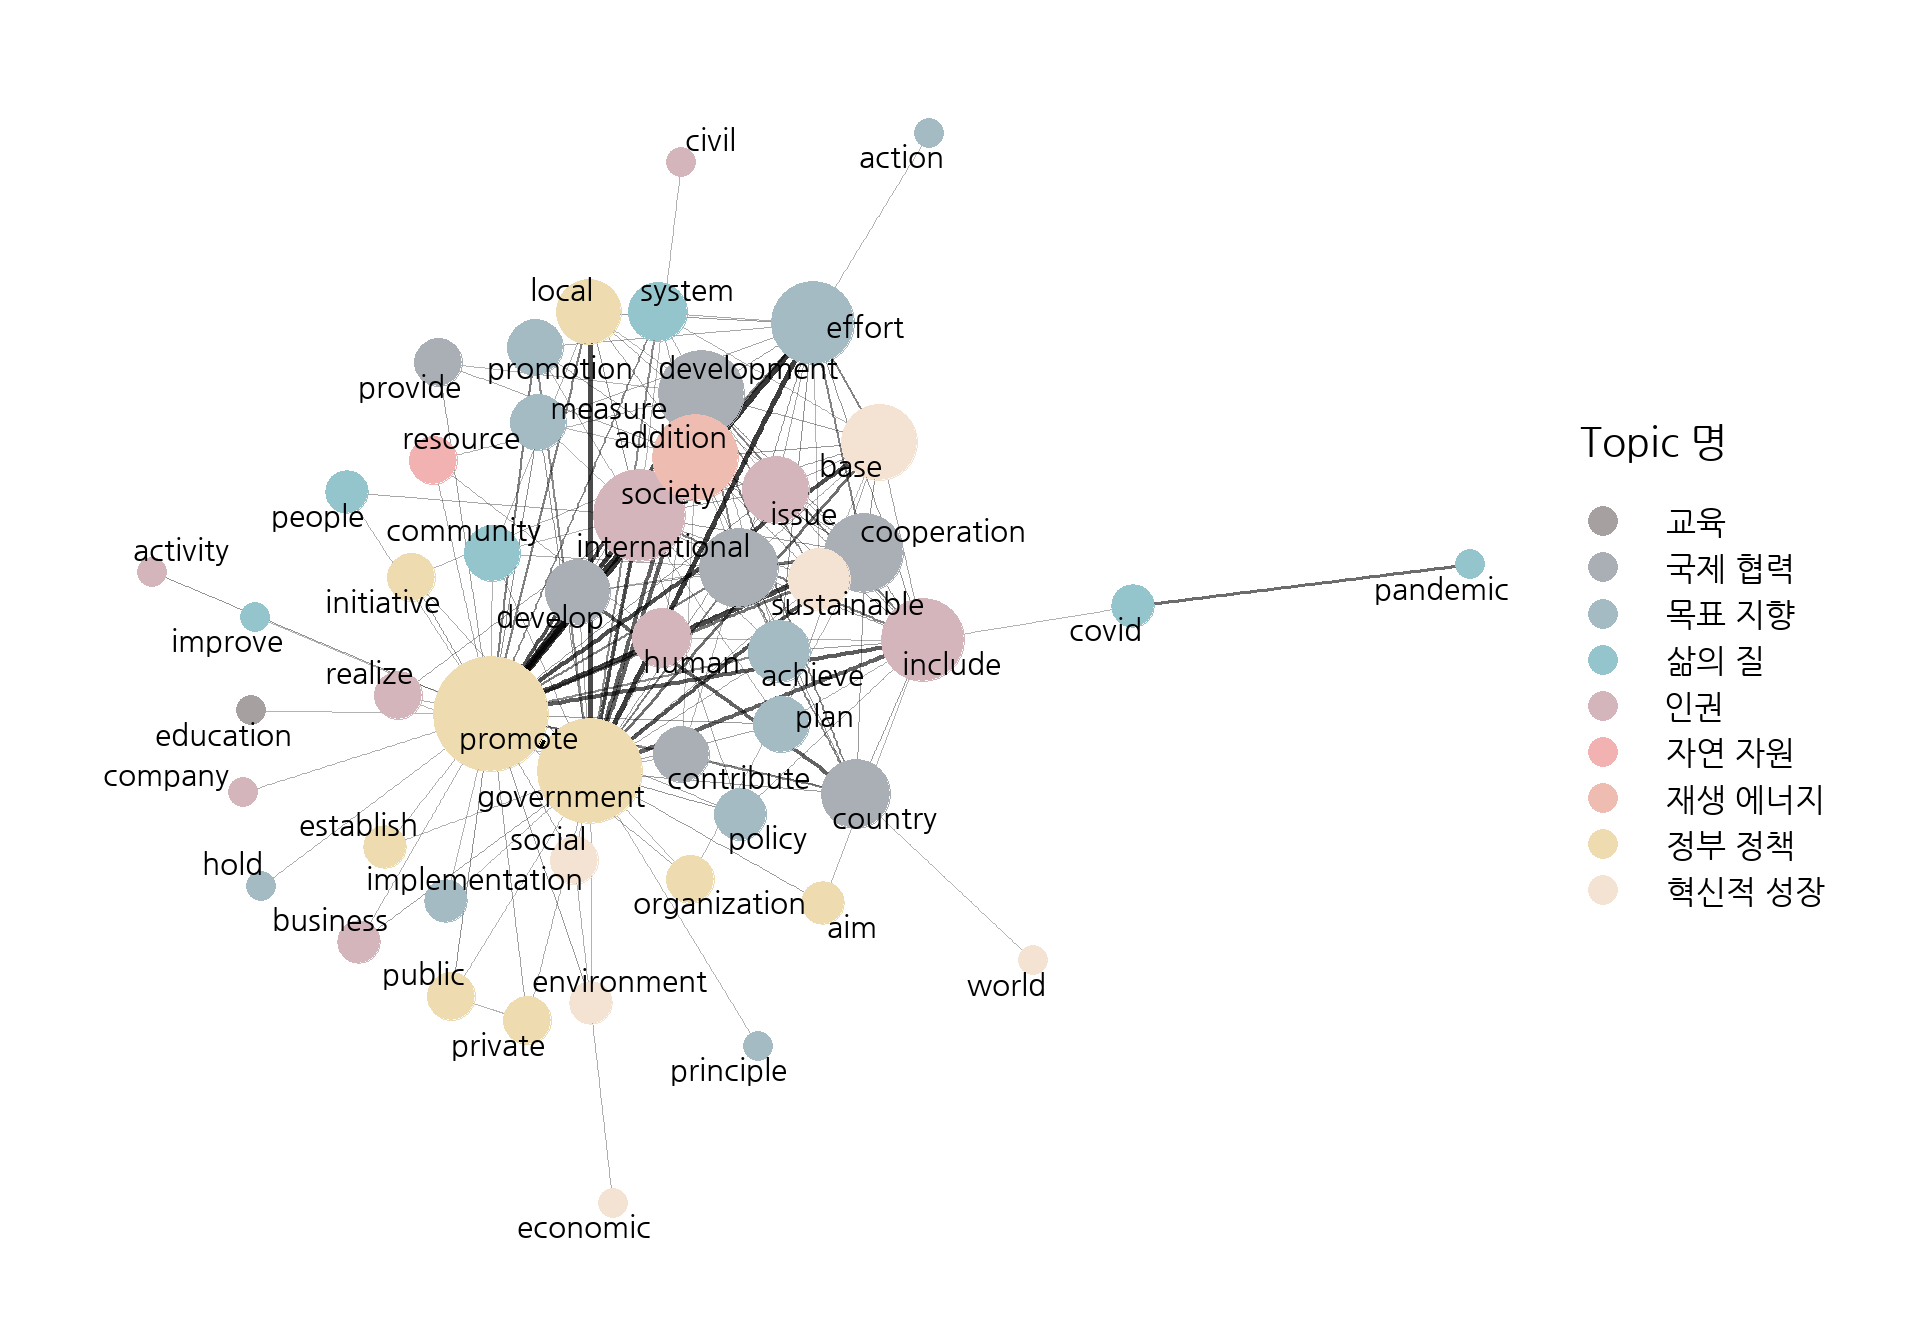 civil
action
local
system
effort
promotion
development
provide
measure
resource
addition
base
society
people
issue
community
cooperation
international
activity
pandemic
initiative
sustainable
develop
covid
improve
human
include
realize
achieve
plan
education
promote
company
contribute
government
country
establish
social
policy
hold
implementation
organization
business
aim
public
environment
world
private
principle
economic
Topic 명
교육
국제 협력
목표 지향
삶의 질
인권
자연 자원
재생 에너지
정부 정책
혁신적 성장